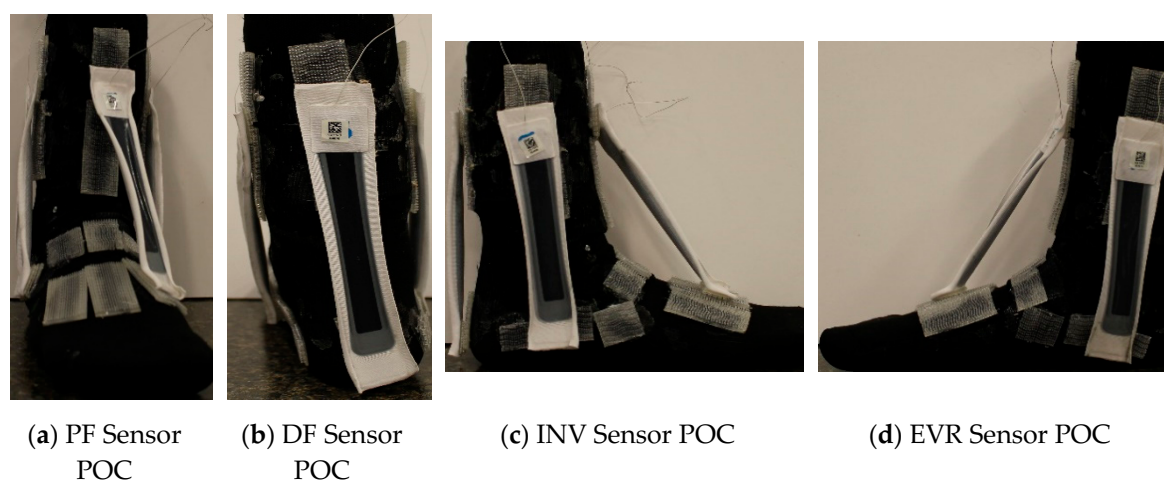 (a) PF Sensor
POC
(b) DF Sensor
POC
(c) INV Sensor POC
(d) EVR Sensor POC